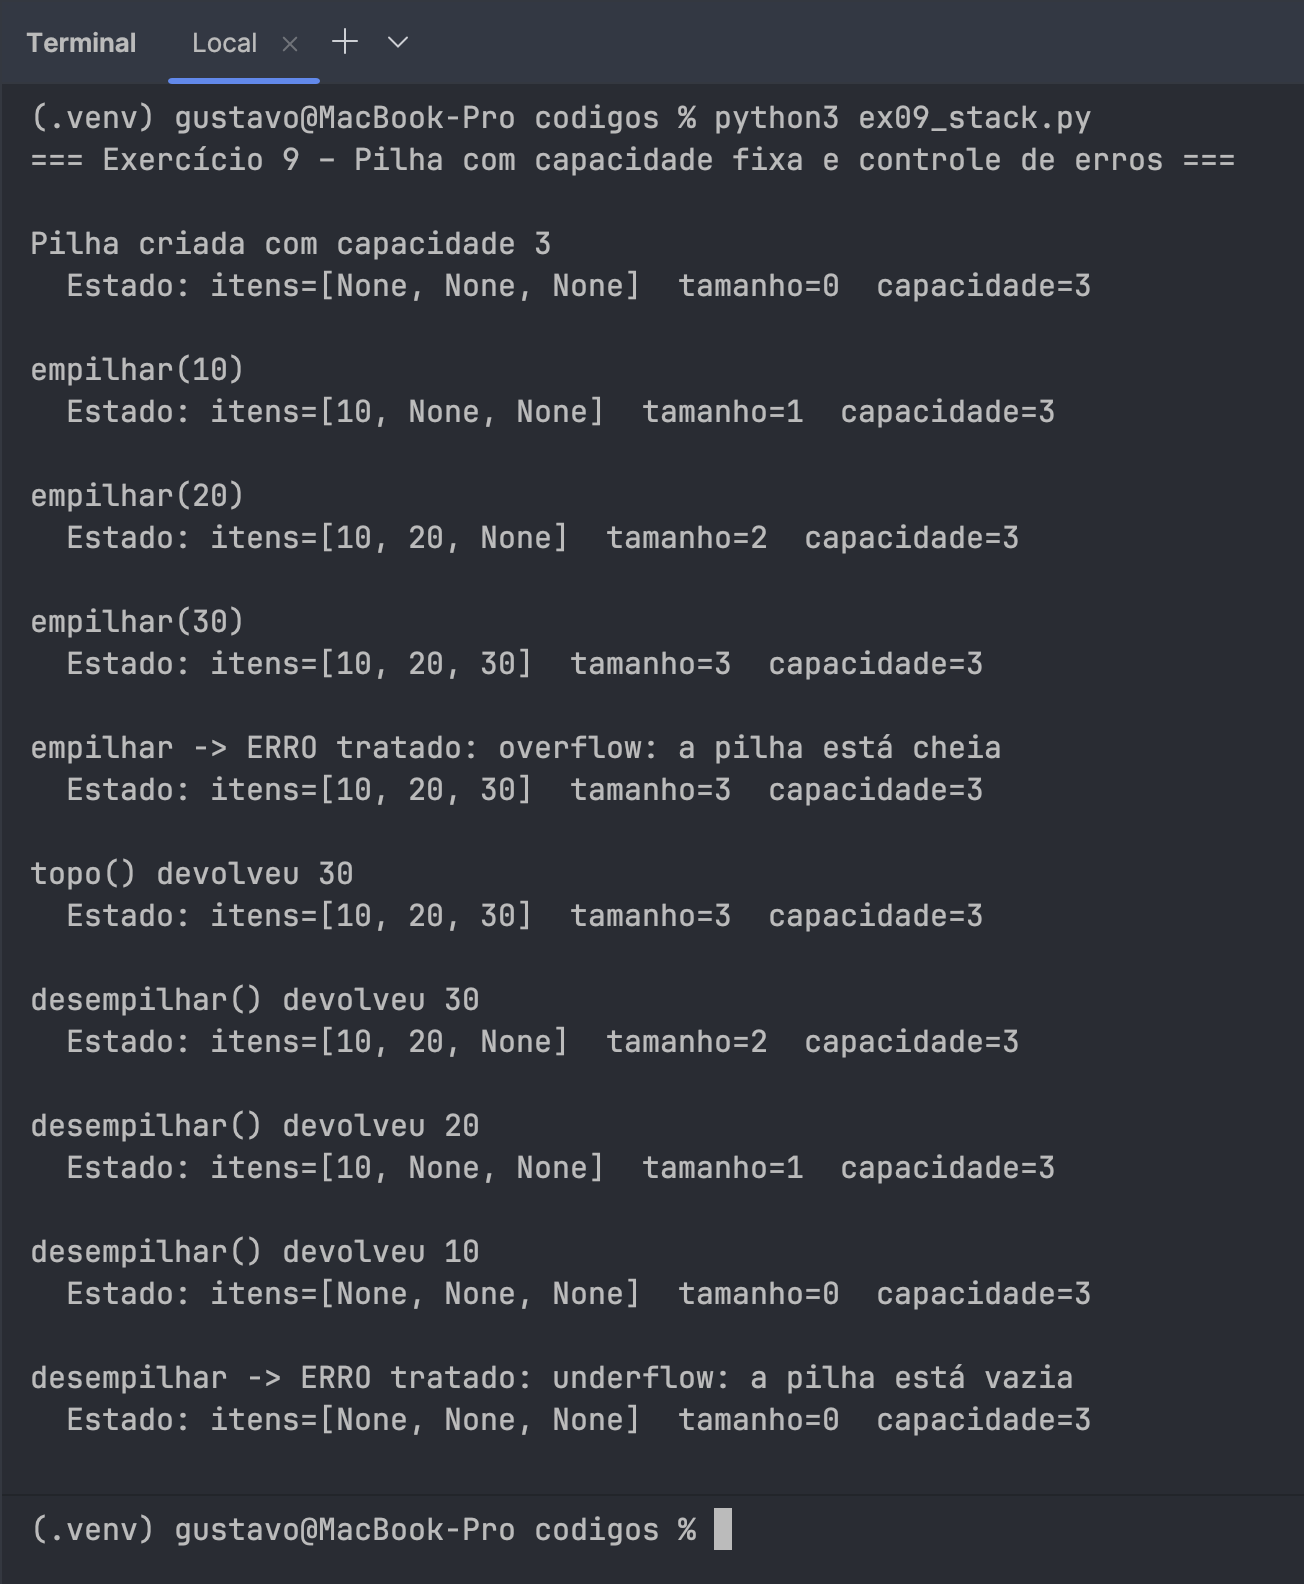 Terminal Local
(.venv) gustavo@MacBook-Pro codigos % python3 ex09_stack.py
=== Exercício 9 – Pilha com capacidade fixa e controle de erros ===
Pilha criada com capacidade 3
  Estado: itens=[None, None, None]  tamanho=0  capacidade=3
empilhar(10)
  Estado: itens=[10, None, None]  tamanho=1  capacidade=3
empilhar(20)
  Estado: itens=[10, 20, None]  tamanho=2  capacidade=3
empilhar(30)
  Estado: itens=[10, 20, 30]  tamanho=3  capacidade=3
empilhar -> ERRO tratado: overflow: a pilha está cheia
  Estado: itens=[10, 20, 30]  tamanho=3  capacidade=3
topo() devolveu 30
  Estado: itens=[10, 20, 30]  tamanho=3  capacidade=3
desempilhar() devolveu 30
  Estado: itens=[10, 20, None]  tamanho=2  capacidade=3
desempilhar() devolveu 20
  Estado: itens=[10, None, None]  tamanho=1  capacidade=3
desempilhar() devolveu 10
  Estado: itens=[None, None, None]  tamanho=0  capacidade=3
desempilhar -> ERRO tratado: underflow: a pilha está vazia
  Estado: itens=[None, None, None]  tamanho=0  capacidade=3
(.venv) gustavo@MacBook-Pro codigos %